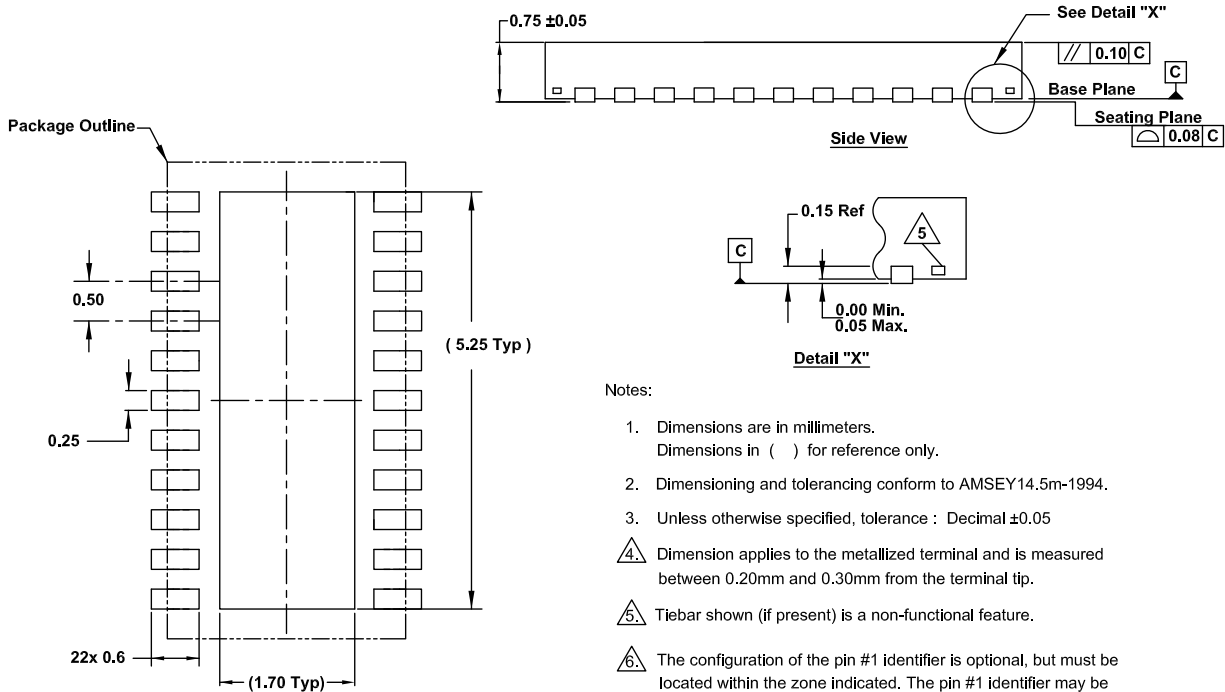 0.75 ±0.05
See Detail "X"
// 0.10 C
C
Base Plane
Seating Plane
0.08 C
Side View
Package Outline
0.50
0.25
( 5.25 Typ )
22x 0.6
(1.70 Typ)
0.15 Ref
5
C
0.00 Min.
0.05 Max.
Detail "X"
Notes:
1. Dimensions are in millimeters.
Dimensions in ( ) for reference only.
2. Dimensioning and tolerancing conform to AMSEY14.5m-1994.
3. Unless otherwise specified, tolerance : Decimal ±0.05
4. Dimension applies to the metallized terminal and is measured
between 0.20mm and 0.30mm from the terminal tip.
5. Tiebar shown (if present) is a non-functional feature.
6. The configuration of the pin #1 identifier is optional, but must be
located within the zone indicated. The pin #1 identifier may be